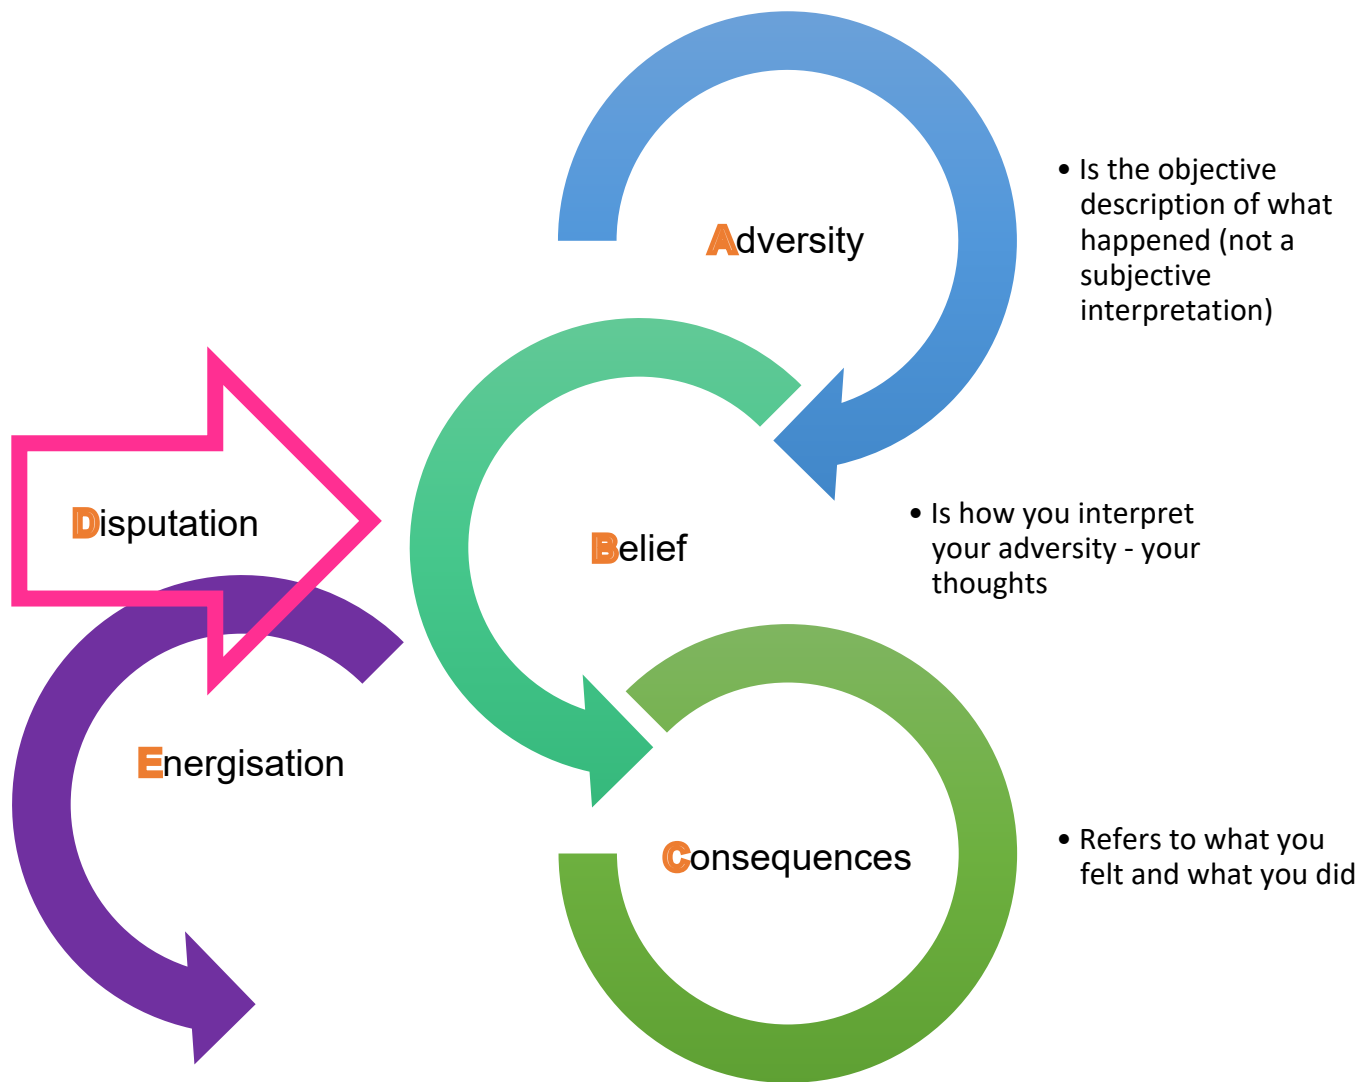 Adversity
• Is the objective
description of what
happened (not a
subjective
interpretation)
Disputation
Belief
• Is how you interpret
your adversity - your
thoughts
Energisation
Consequences
• Refers to what you
felt and what you did